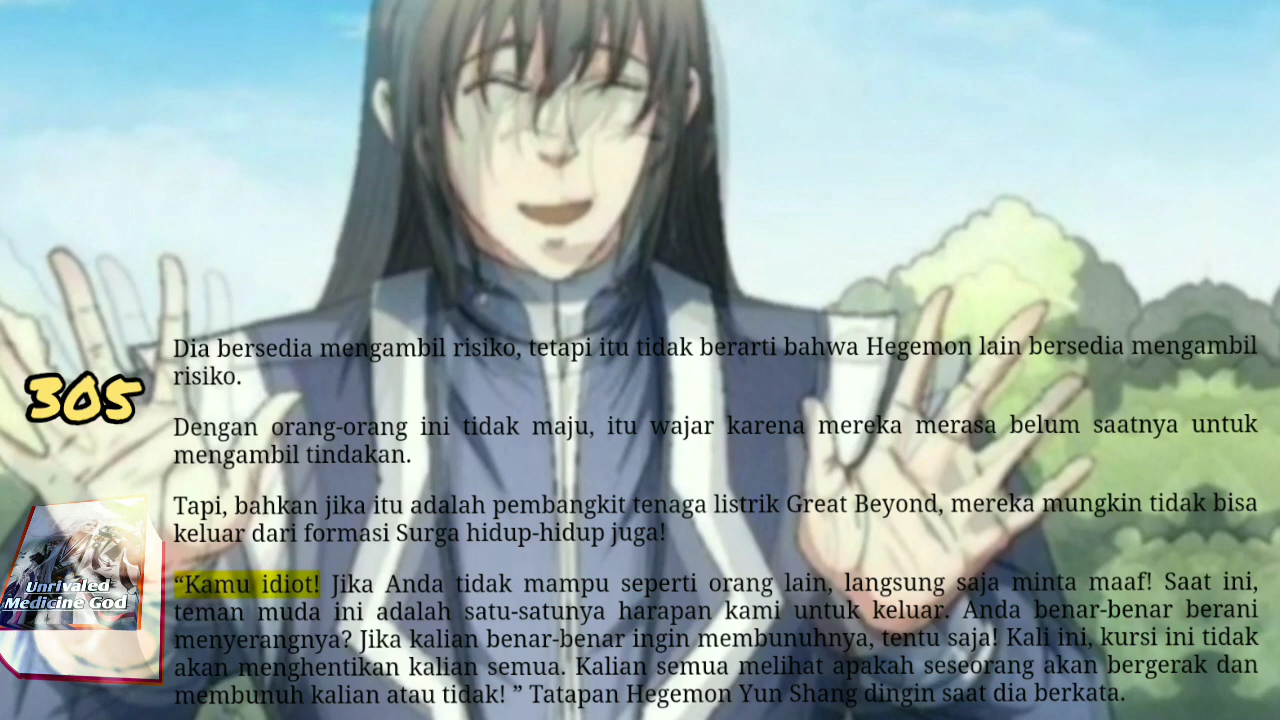 Dia bersedia mengambil risiko, tetapi itu tidak berarti bahwa Hegemon lain bersedia mengambil
risiko.
305
Dengan orang-orang ini tidak maju, itu wajar karena mereka merasa belum saatnya untuk
mengambil tindakan.
Tapi, bahkan jika itu adalah pembangkit tenaga listrik Great Beyond, mereka mungkin tidak bisa
keluar dari formasi Surga hidup-hidup juga!
Unrivaled
Medicine God
“Kamu idiot! Jika Anda tidak mampu seperti orang lain, langsung saja minta maaf! Saat ini,
teman muda ini adalah satu-satunya harapan kami untuk keluar. Anda benar-benar berani
menyerangnya? Jika kalian benar-benar ingin membunuhnya, tentu saja! Kali ini, kursi ini tidak
akan menghentikan kalian semua. Kalian semua melihat apakah seseorang akan bergerak dan
membunuh kalian atau tidak! ” Tatapan Hegemon Yun Shang dingin saat dia berkata.